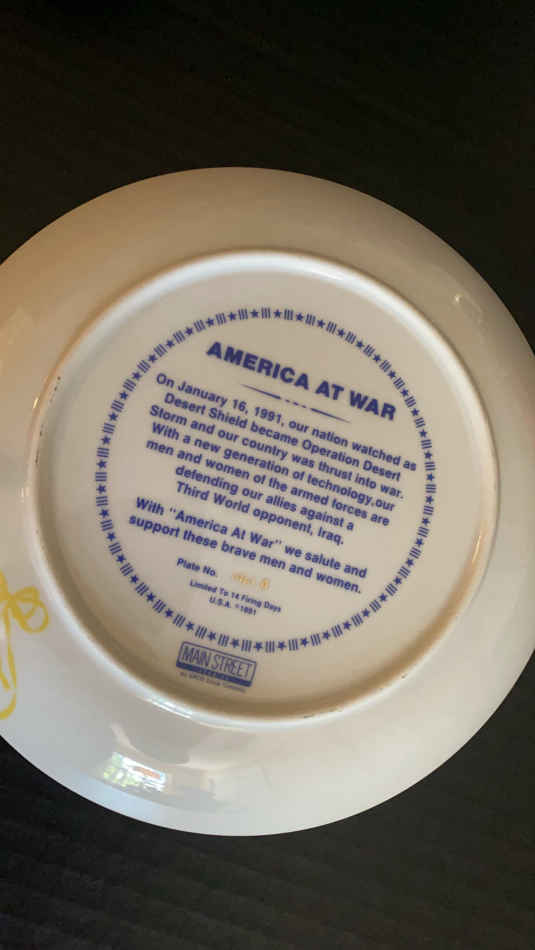 AMERICA AT WAR
On January 16, 1991, our nation watched as
Desert Shield became Operation Desert
Storm and our country was thrust into war.
With a new generation of technology,our
men and women of the armed forces are
defending our allies against a
Third World opponent, Iraq.
With "America At War" we salute and
support these brave men and women.
Plate No.
Limited To 14 Firing Days
U.S.A. ©1991
MAIN STREET